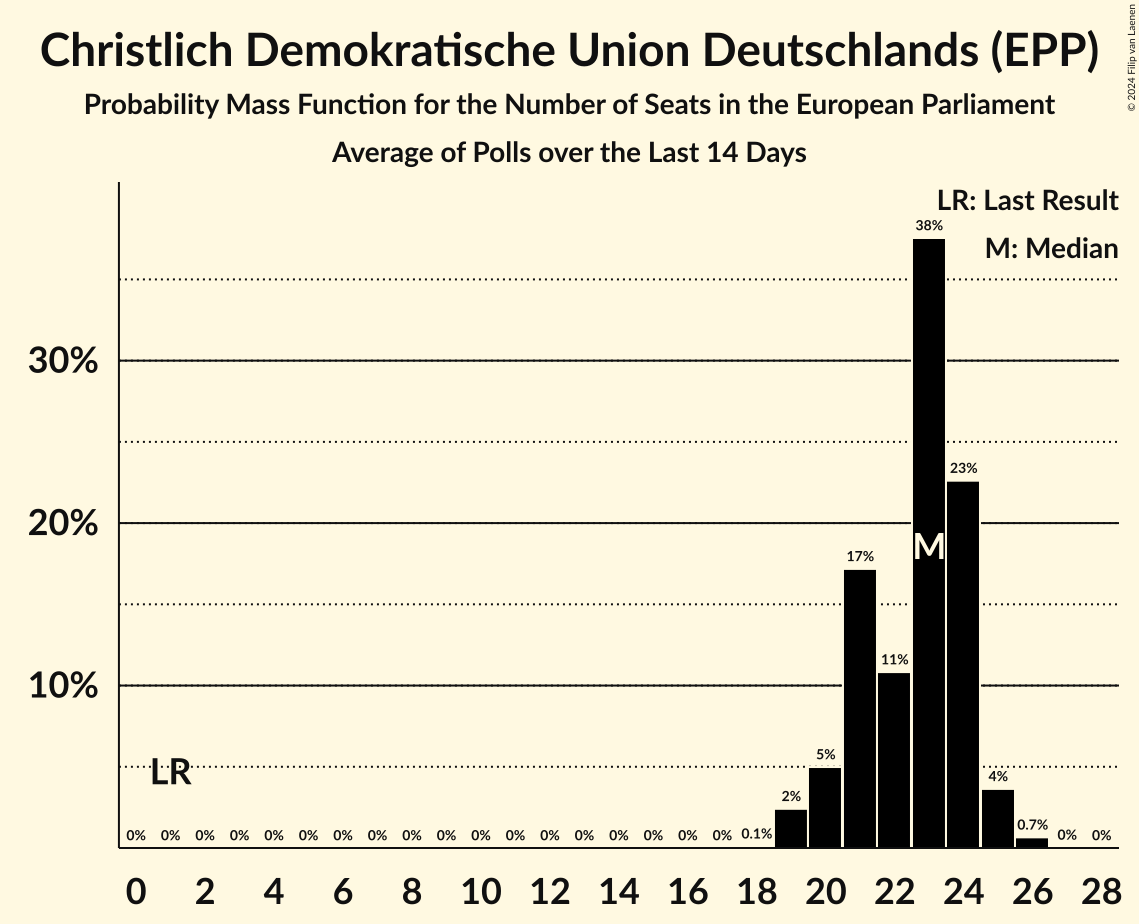 Christlich Demokratische Union Deutschlands (EPP)
Probability Mass Function for the Number of Seats in the European Parliament
Average of Polls over the Last 14 Days
© 2024 Filip van Laenen
LR: Last Result
M: Median
38%
30%
23%
20%
M
17%
11%
10%
LR
5%
4%
2%
0% 0% 0% 0% 0% 0% 0% 0% 0% 0% 0% 0% 0% 0% 0% 0% 0% 0% 0.1% 0.7% 0% 0%
0 2 4 6 8 10 12 14 16 18 20 22 24 26 28